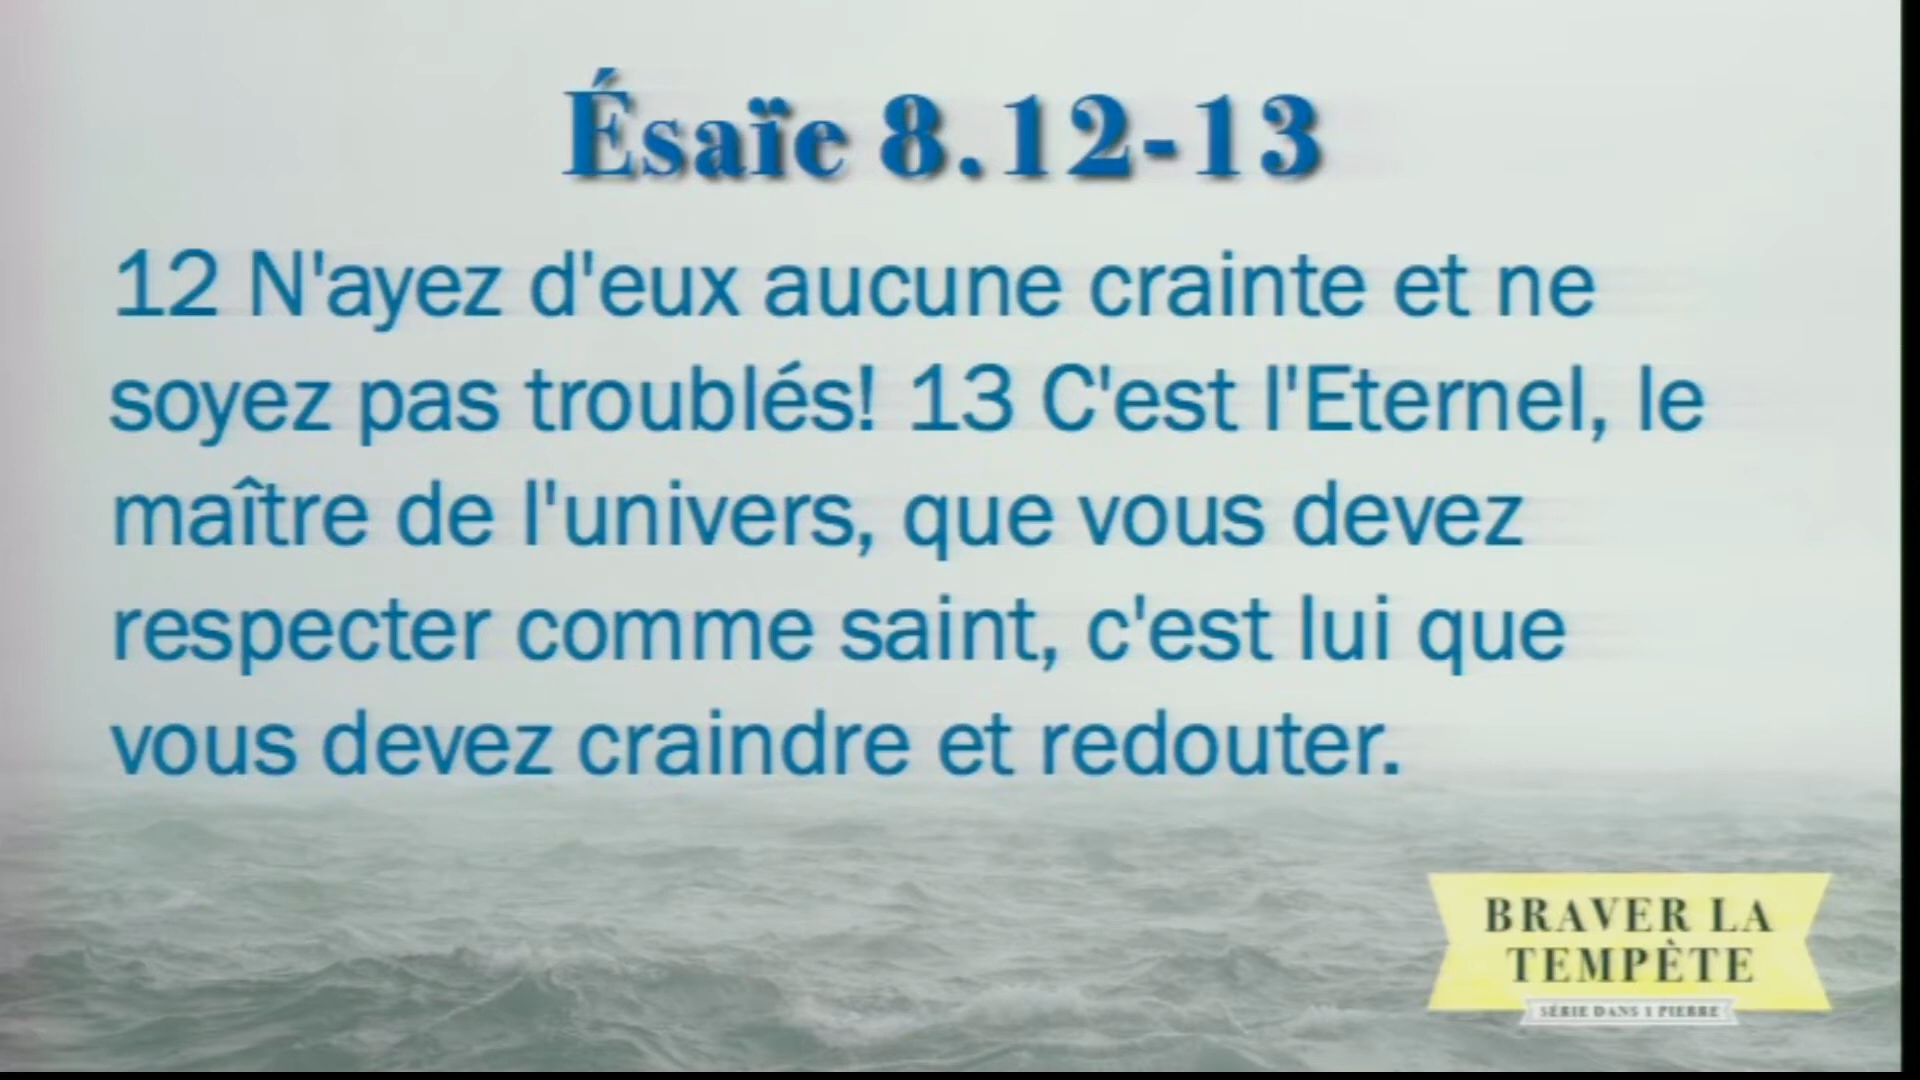 Ésaïe 8.12-13
12 N'ayez d'eux aucune crainte et ne
soyez pas troublés! 13 C'est l'Eternel, le
maître de l'univers, que vous devez
respecter comme saint, c'est lui que
vous devez craindre et redouter.
BRAVER LA
TEMPÈTE
SÉRIE DANS 1 PIERRE